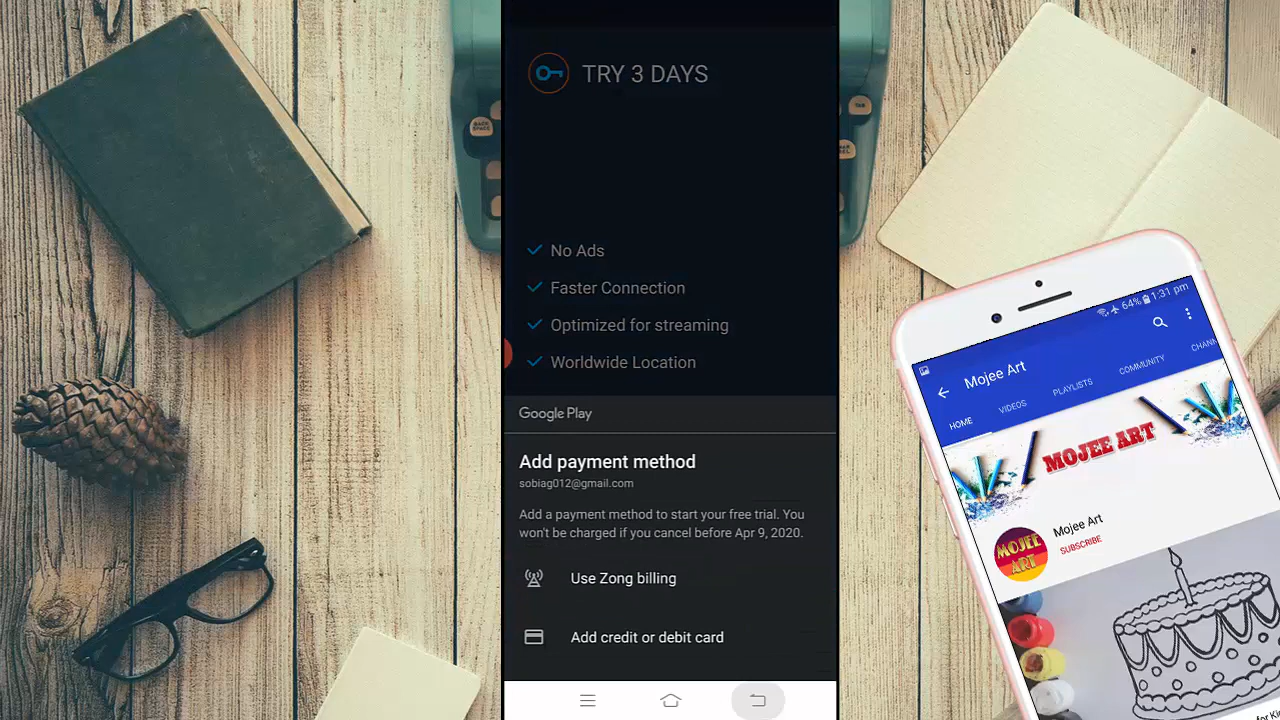 TRY 3 DAYS
No Ads
Faster Connection
Optimized for streaming
Worldwide Location
Google Play
Add payment method
sobiag012@gmail.com
Add a payment method to start your free trial. You
won't be charged if you cancel before Apr 9, 2020.
Use Zong billing
Add credit or debit card
BACK SPACE
TAB
64% 1:31 pm
Mojee Art
HOME VIDEOS PLAYLISTS COMMUNITY CHANN
MOJEE ART
MOJEE
ART
Mojee Art
SUBSCRIBE